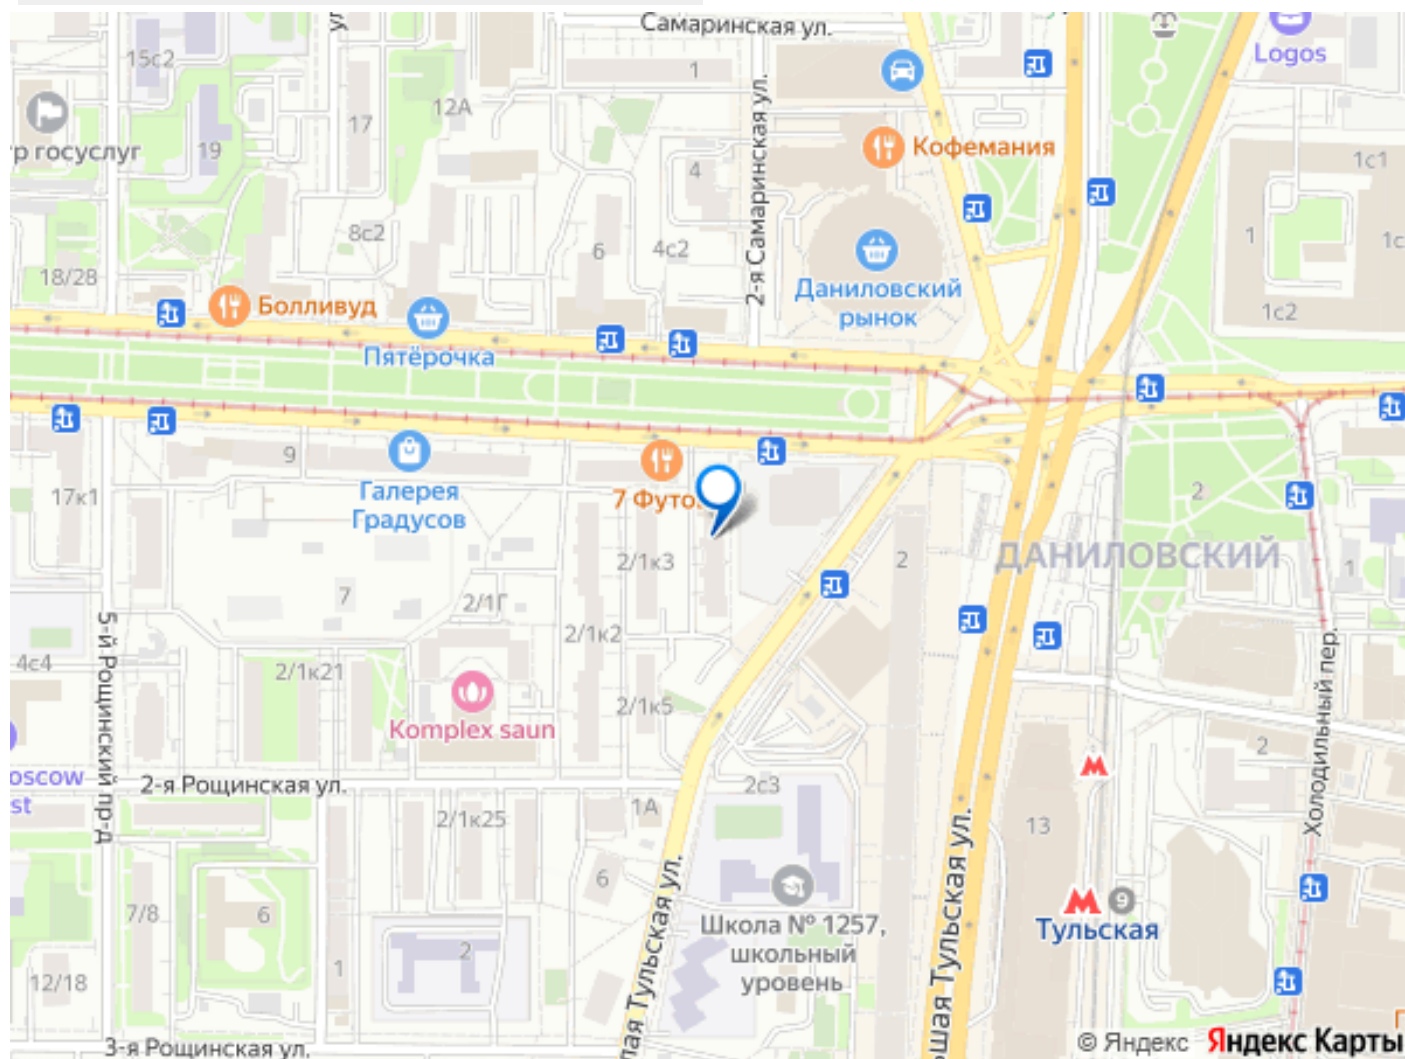 Самаринская ул.
Logos
15с2
1
12А
17
2-я Самаринская ул.
Кофемания
р госуслуг
19
1с1
4
8с2
6
4с2
1
1с
18/28
Даниловский
рынок
Болливуд
1с2
Пятёрочка
9
17к1
Галерея
Градусов
7 Футо
2
2/1к3
2
ДАНИЛОВСКИЙ
1
7
2/1Г
2/1к2
5-й Рощинский пр-д
4с4
2/1к21
2/1к5
Холодильный пер.
Komplex saun
2
oscow
st
2-я Рощинская ул.
2с3
1А
2/1к25
13
6
7/8
6
Тульская
9
Школа № 1257,
школьный
уровень
2
1
12/18
лая Тульская ул.
ьшая Тульская ул.
3-я Рощинская ул.
© Яндекс Яндекс Карты